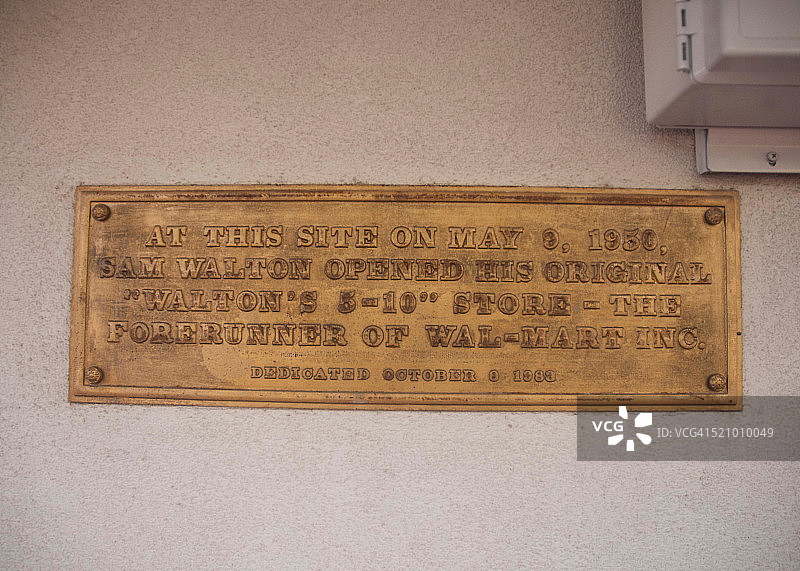 AT THIS SITE ON MAY 9, 1950,
SAM WALTON OPENED HIS ORIGINAL
"WALTON'S 5-10" STORE - THE
FORERUNNER OF WAL-MART INC.
DEDICATED OCTOBER 9 1983
VCG
ID: VCG41521010049